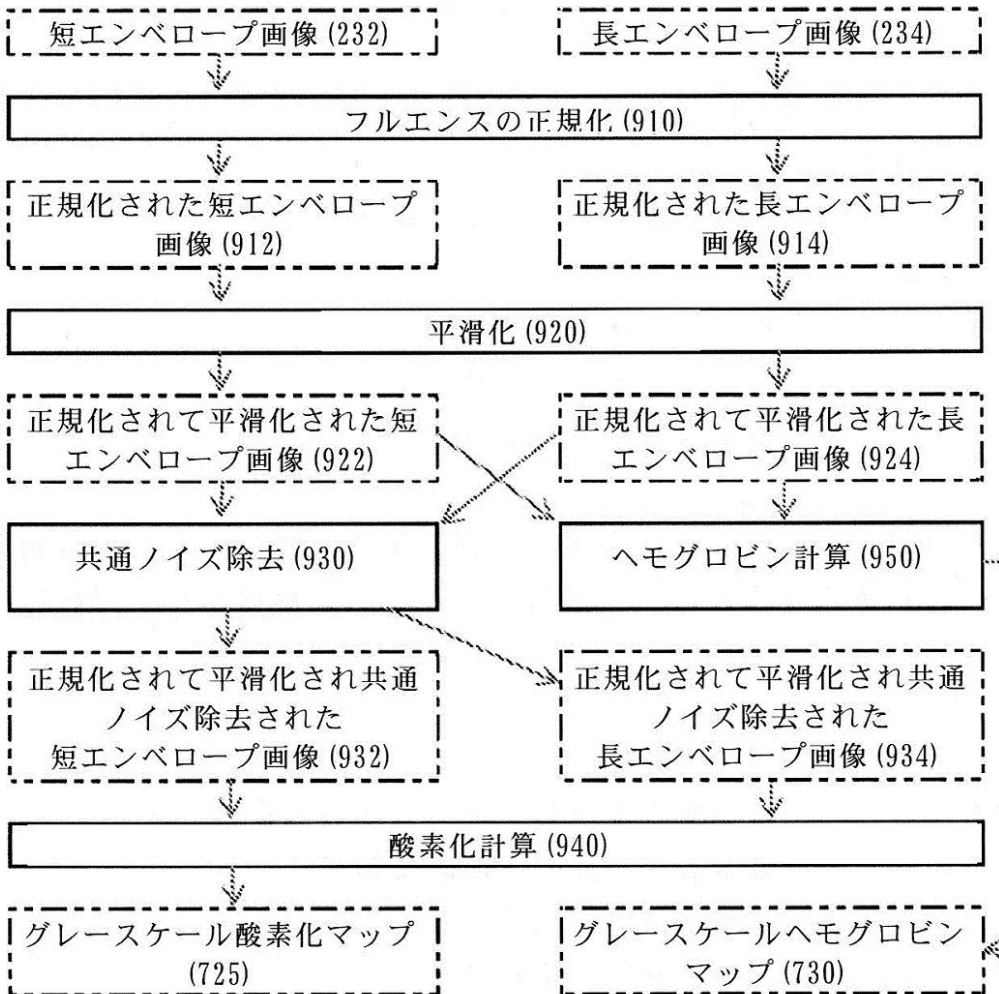 短エンベロープ画像(232)
長エンベロープ画像(234)
フルエンスの正規化(910)
正規化された短エンベロープ
画像(912)
正規化された長エンベロープ
画像(914)
平滑化(920)
正規化されて平滑化された短
エンベロープ画像(922)
正規化されて平滑化された長
エンベロープ画像(924)
共通ノイズ除去(930)
ヘモグロビン計算(950)
正規化されて平滑化され共通
ノイズ除去された
短エンベロープ画像(932)
正規化されて平滑化され共通
ノイズ除去された
長エンベロープ画像(934)
酸素化計算(940)
グレースケール酸素化マップ
(725)
グレースケールヘモグロビン
マップ(730)